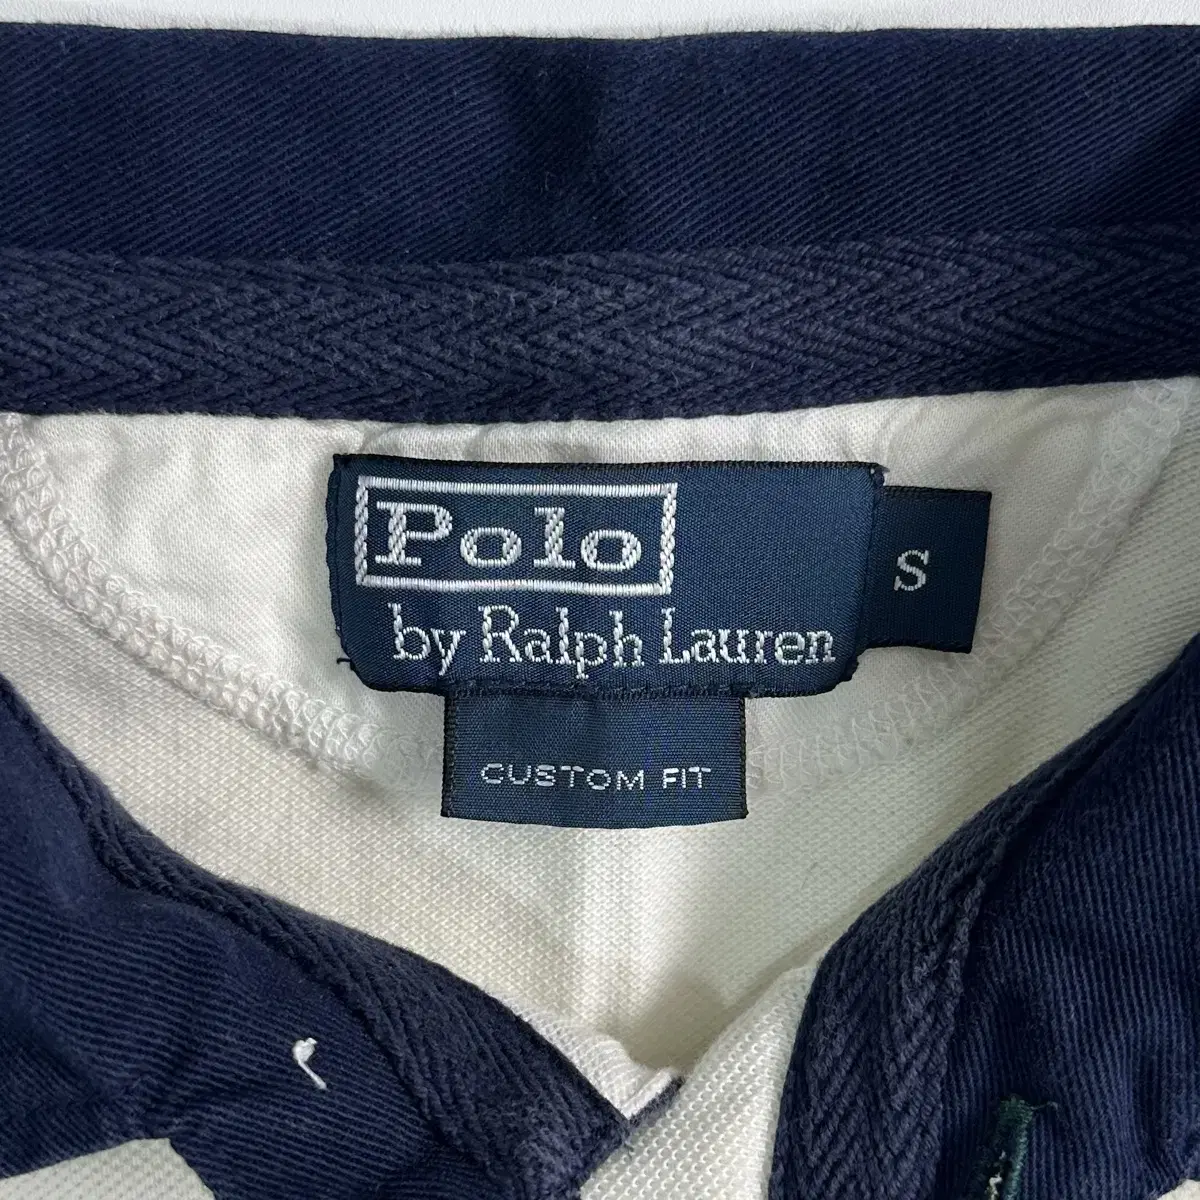 Polo
by Ralph Lauren
S
CUSTOM FIT